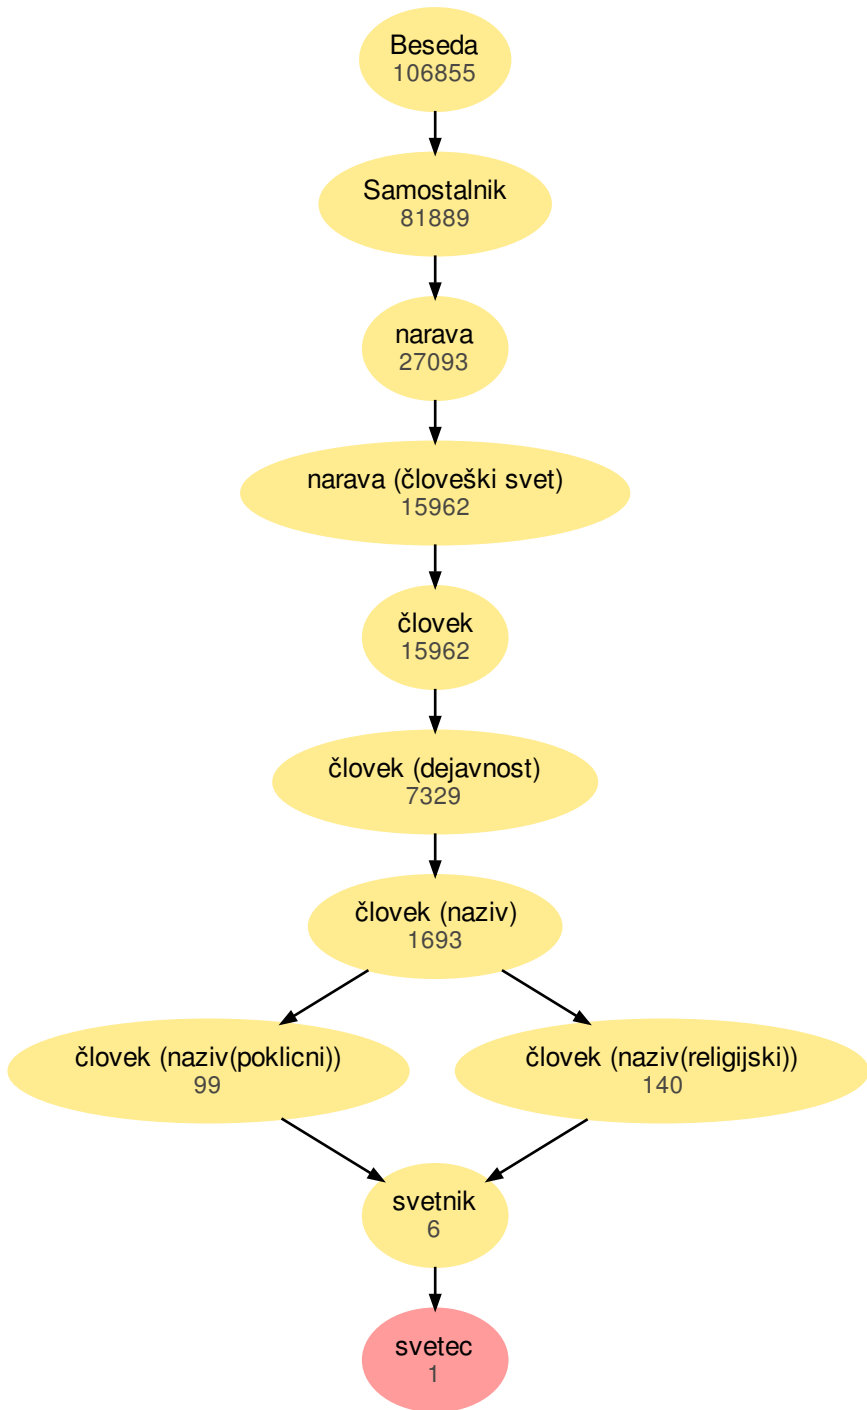 Beseda
106855
Samostalnik
81889
narava
27093
narava (človeški svet)
15962
človek
15962
človek (dejavnost)
7329
človek (naziv)
1693
človek (naziv(poklicni))
99
človek (naziv(religijski))
140
svetnik
6
svetec
1